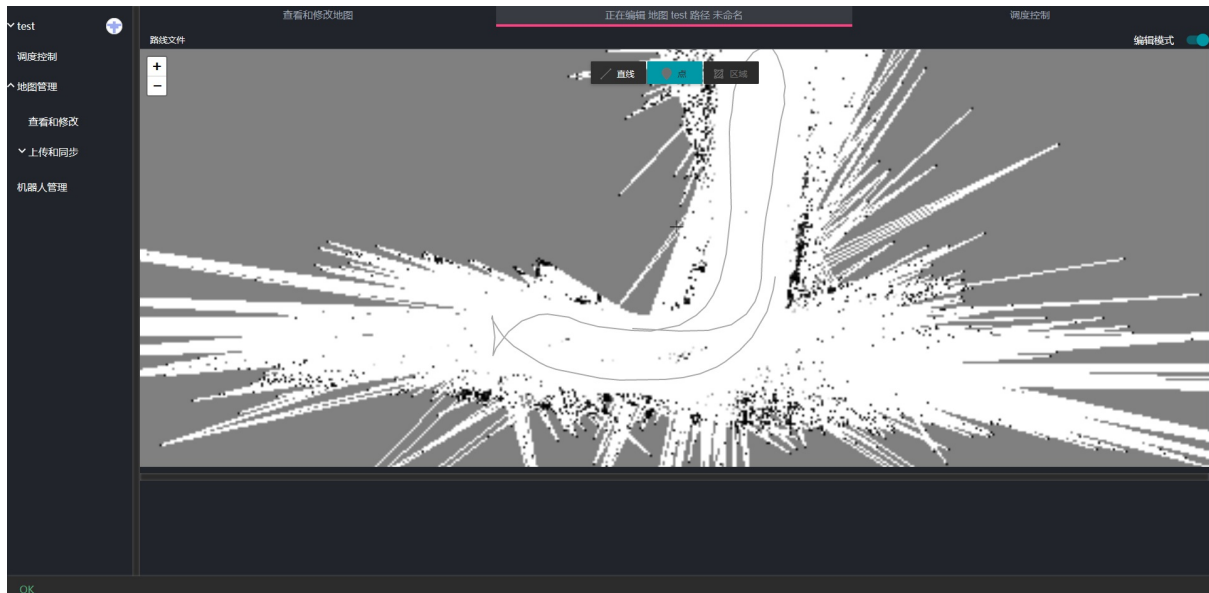 查看和修改地图
正在编辑 地图 test 路径 未命名
调度控制
test
路线文件
编辑模式
调度控制
+
直线
点
区域
−
地图管理
查看和修改
上传和同步
机器人管理
OK